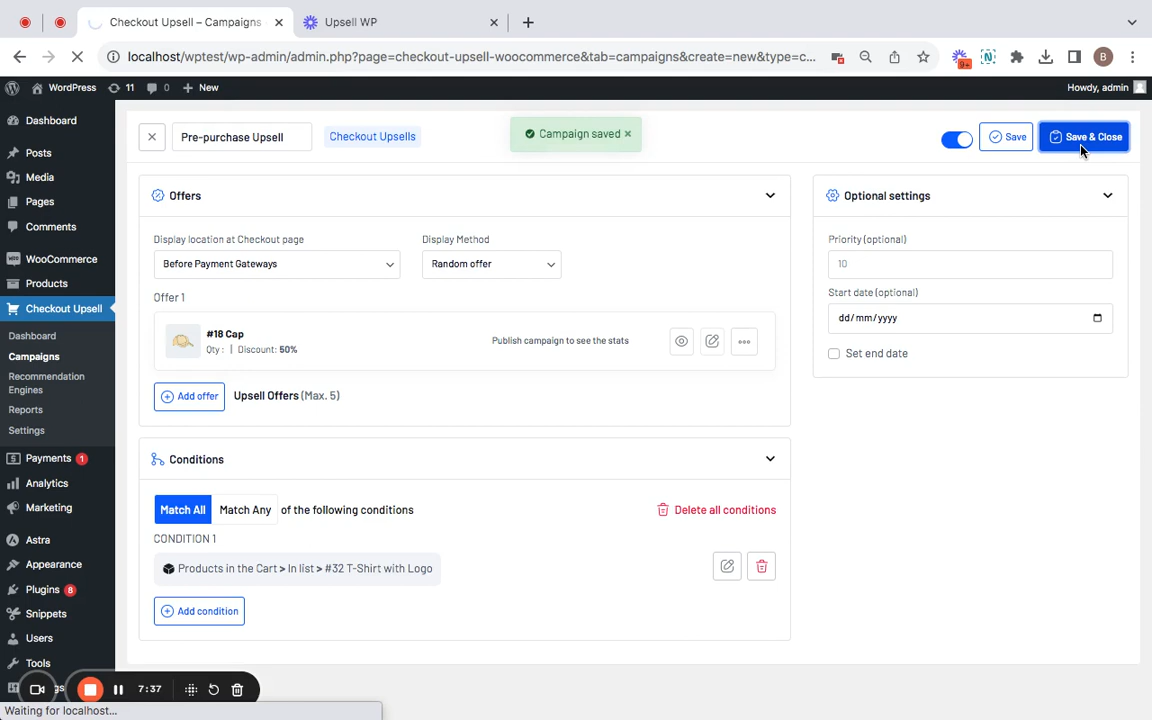 Checkout Upsell – Campaigns
Upsell WP
localhost/wptest/wp-admin/admin.php?page=checkout-upsell-woocommerce&tab=campaigns&create=new&type=c...
9+
B
WordPress
11
0
New
Howdy, admin
Dashboard
Posts
Media
Pages
Comments
WooCommerce
Products
Checkout Upsell
Dashboard
Campaigns
Recommendation
Engines
Reports
Settings
Payments 1
Analytics
Marketing
Astra
Appearance
Plugins 8
Snippets
Users
Tools
gs
Pre-purchase Upsell
Checkout Upsells
Campaign saved
Save
Save & Close
Offers
Display location at Checkout page
Display Method
Before Payment Gateways
Random offer
Offer 1
#18 Cap
Qty : | Discount: 50%
Publish campaign to see the stats
Add offer
Upsell Offers (Max. 5)
Conditions
Match All
Match Any
of the following conditions
Delete all conditions
CONDITION 1
Products in the Cart > In list > #32 T-Shirt with Logo
Add condition
Optional settings
Priority (optional)
10
Start date (optional)
dd/mm/yyyy
Set end date
7:37
Waiting for localhost...